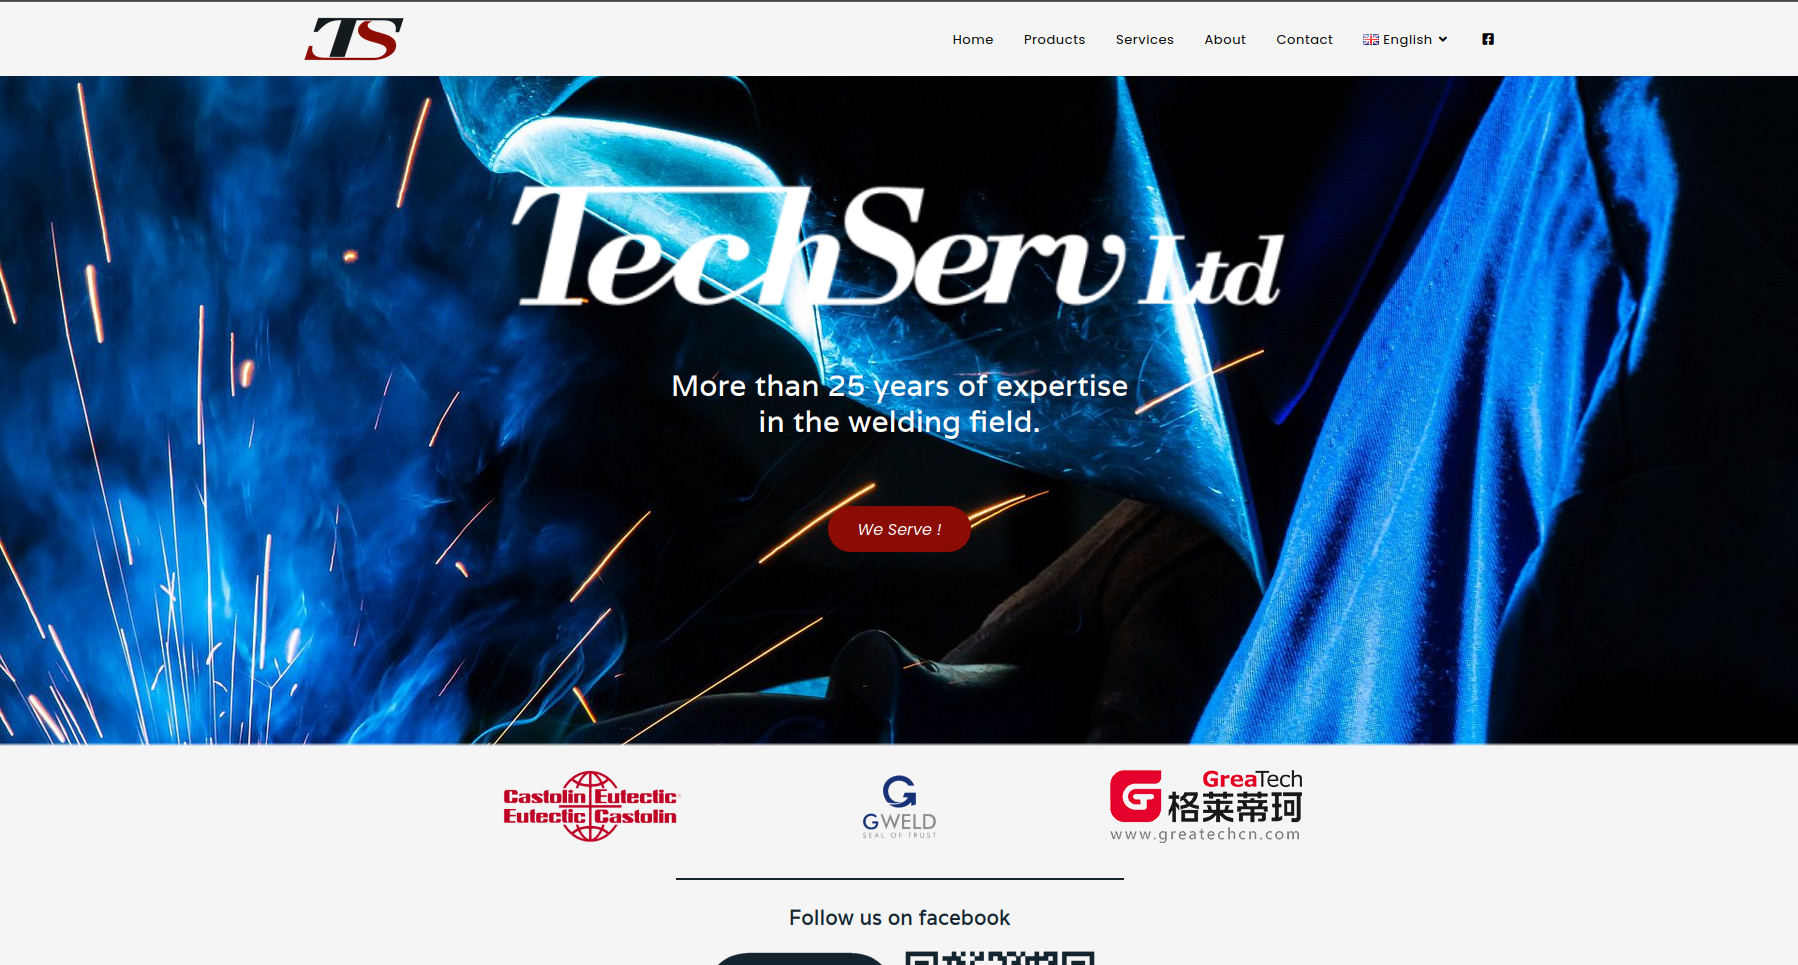 TS
Home Products Services About Contact English
TechServ Ltd
More than 25 years of expertise
in the welding field.
We Serve !
Castolin Eutectic
Eutectic Castolin
G
GWELD
SEAL OF TRUST
G GreaTech
格莱蒂珂
www.greatechcn.com
Follow us on facebook